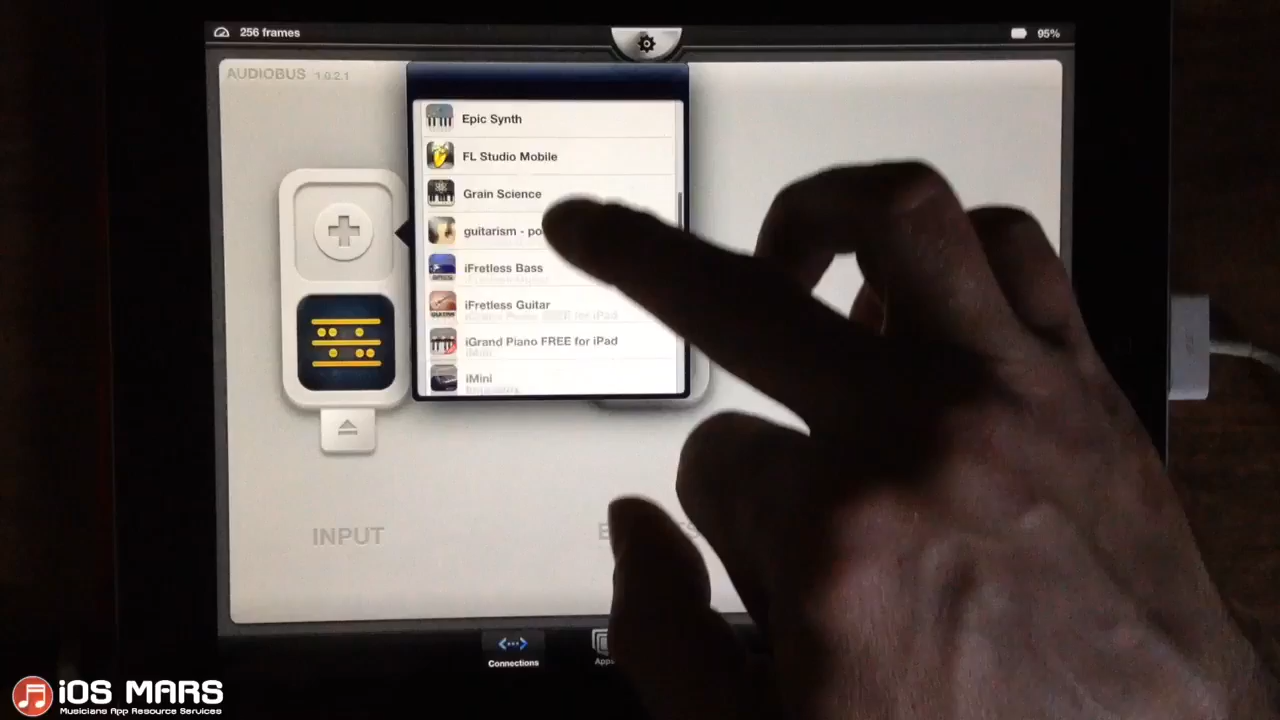 256 frames
95%
AUDIOBUS 1.0.2.1
Epic Synth
FL Studio Mobile
Grain Science
guitarism - po
iFretless Bass
iFretless Guitar
iGrand Piano FREE for iPad
iMini
INPUT
Connections
Apps
iOS MARS
Musicians App Resource Services